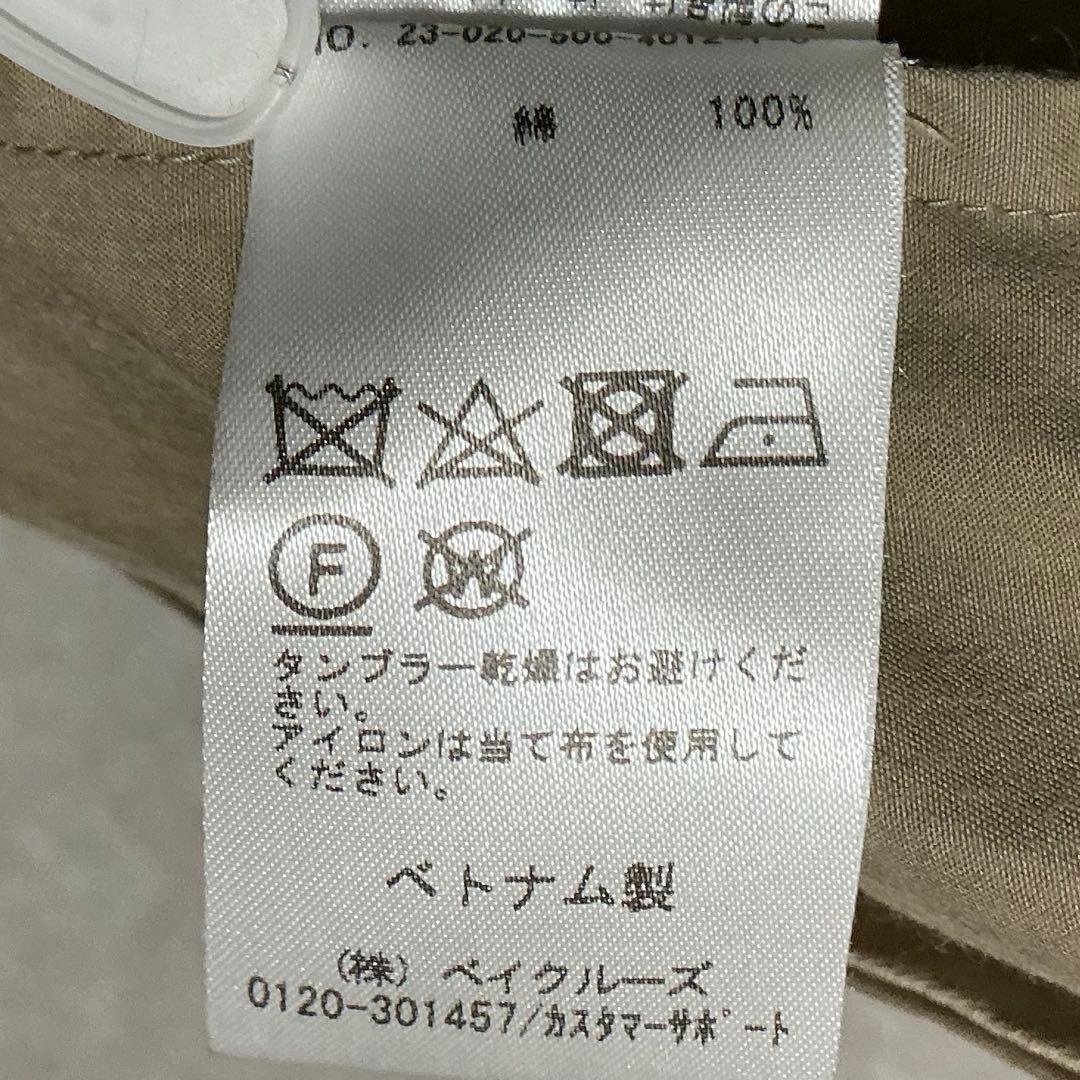 綿 100%
F
W
タンブラー乾燥はお避けくだ
さい。
アイロンは当て布を使用して
ください。
ベトナム製
(株)ベイクルーズ
0120-301457/カスタマーサポート